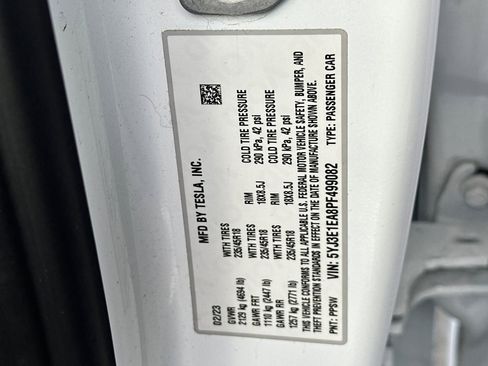 MFD BY TESLA, INC.
02/23
GVWR
2129 kg (4694 lb)
GAWR FRT WITH TIRES RIM COLD TIRE PRESSURE
1110 kg (2447 lb) 235/45R18 18X8.5J 290 kPa, 42 psi
GAWR RR WITH TIRES RIM COLD TIRE PRESSURE
1257 kg (2771 lb) 235/45R18 18X8.5J 290 kPa, 42 psi
THIS VEHICLE CONFORMS TO ALL APPLICABLE U.S. FEDERAL MOTOR VEHICLE SAFETY, BUMPER, AND
THEFT PREVENTION STANDARDS IN EFFECT ON THE DATE OF MANUFACTURE SHOWN ABOVE.
VIN: 5YJ3E1EA8PF499082 TYPE: PASSENGER CAR
PNT: PPSW